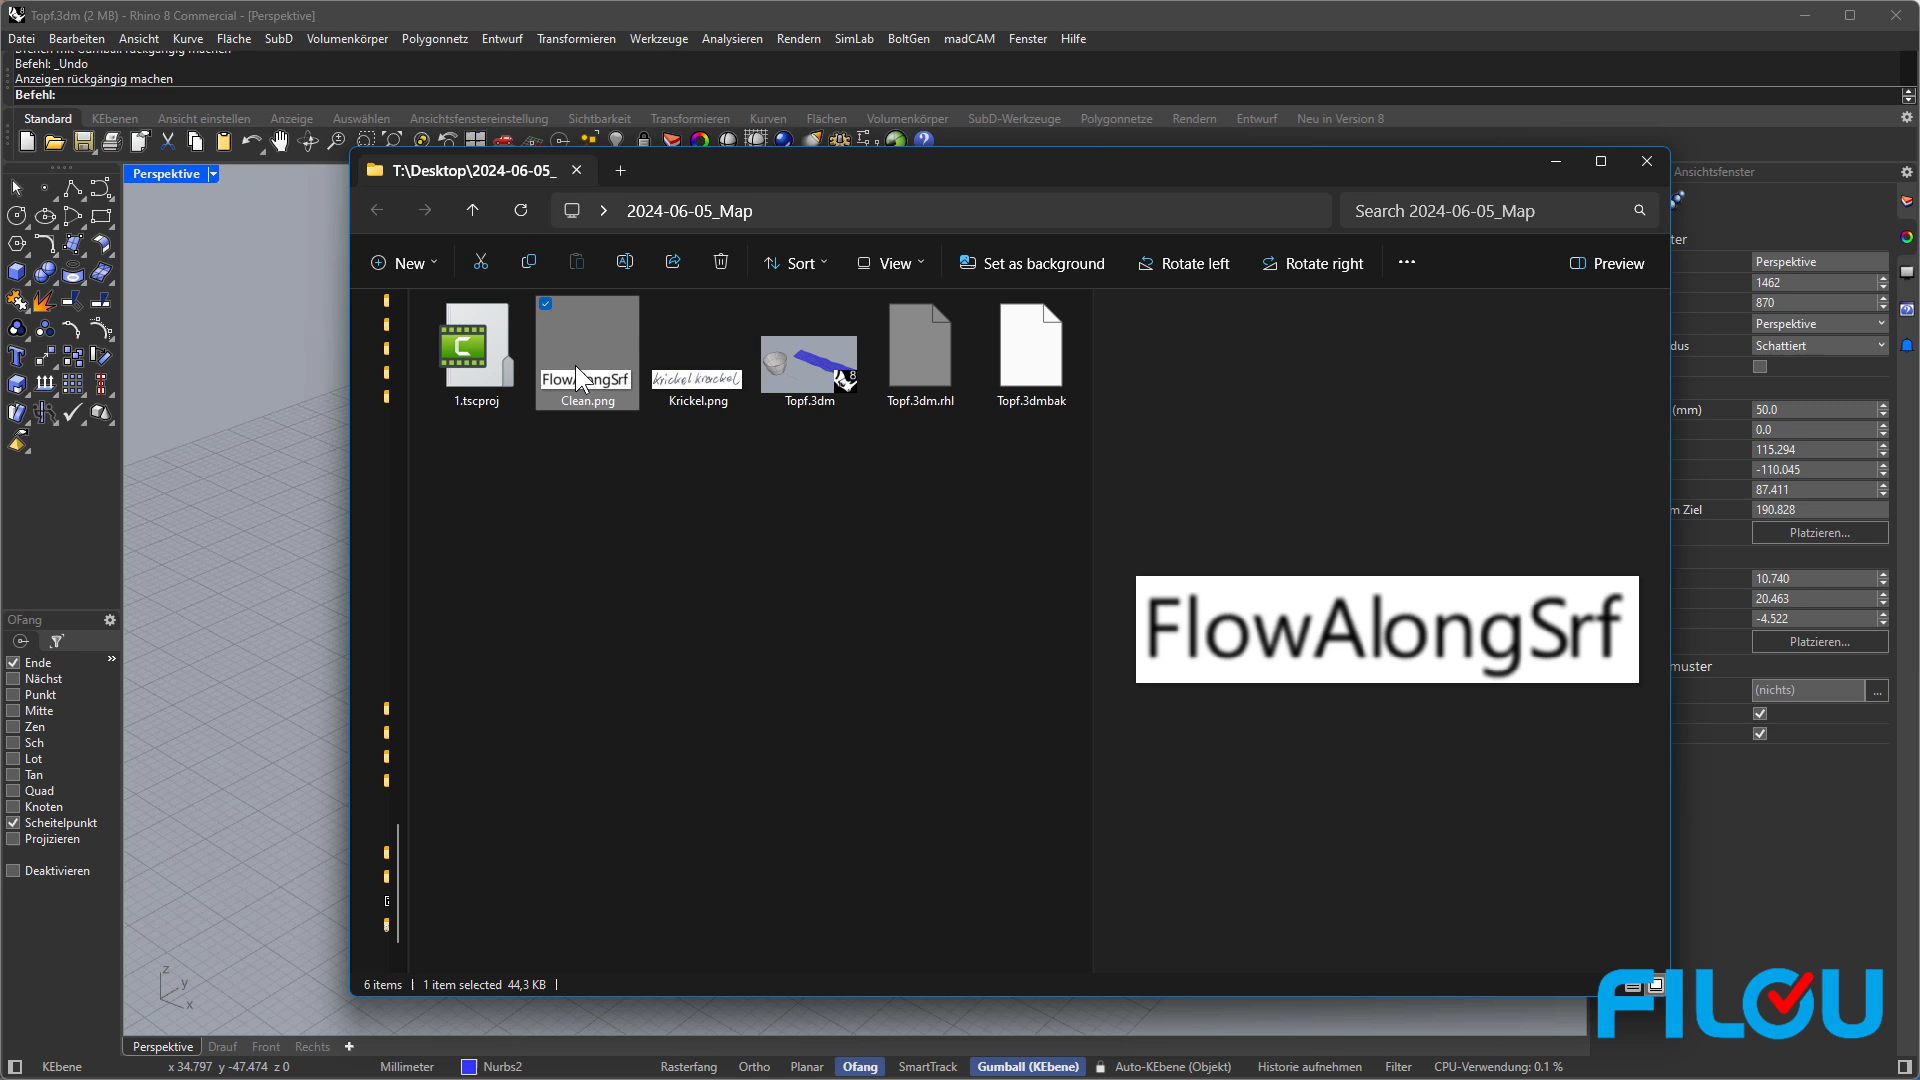 Topf.3dm (2 MB) - Rhino 8 Commercial - [Perspektive]
Datei Bearbeiten Ansicht Kurve Fläche SubD Volumenkörper Polygonnetz Entwurf Transformieren Werkzeuge Analysieren Rendern SimLab BoltGen madCAM Fenster Hilfe
Befehl: _Undo
Anzeigen rückgängig machen
Befehl:
Standard KEbenen Ansicht einstellen Anzeige Auswählen Ansichtsfenstereinstellung Sichtbarkeit Transformieren Kurven Flächen Volumenkörper SubD-Werkzeuge Polygonnetze Rendern Entwurf Neu in Version 8
Perspektive
T:\Desktop\2024-06-05_
2024-06-05_Map
Search 2024-06-05_Map
New Sort View Set as background Rotate left Rotate right Preview
FlowAlongSrf
krickel krackel
8
C
1.tscproj Clean.png Krickel.png Topf.3dm Topf.3dm.rhl Topf.3dmbak
FlowAlongSrf
6 items 1 item selected 44,3 KB
Ansichtsfenster
ter
Perspektive
1462
870
Perspektive
dus Schattiert
(mm) 50.0
0.0
115.294
-110.045
87.411
n Ziel 190.828
Platzieren...
10.740
20.463
-4.522
Platzieren...
muster
(nichts) ...
OFang
Ende
Nächst
Punkt
Mitte
Zen
Sch
Lot
Tan
Quad
Knoten
Scheitelpunkt
Projizieren
Deaktivieren
z
y
x
FILOU
Perspektive Drauf Front Rechts
KEbene x 34.797 y -47.474 z 0 Millimeter Nurbs2 Rasterfang Ortho Planar Ofang SmartTrack Gumball (KEbene) Auto-KEbene (Objekt) Historie aufnehmen Filter CPU-Verwendung: 0.1 %